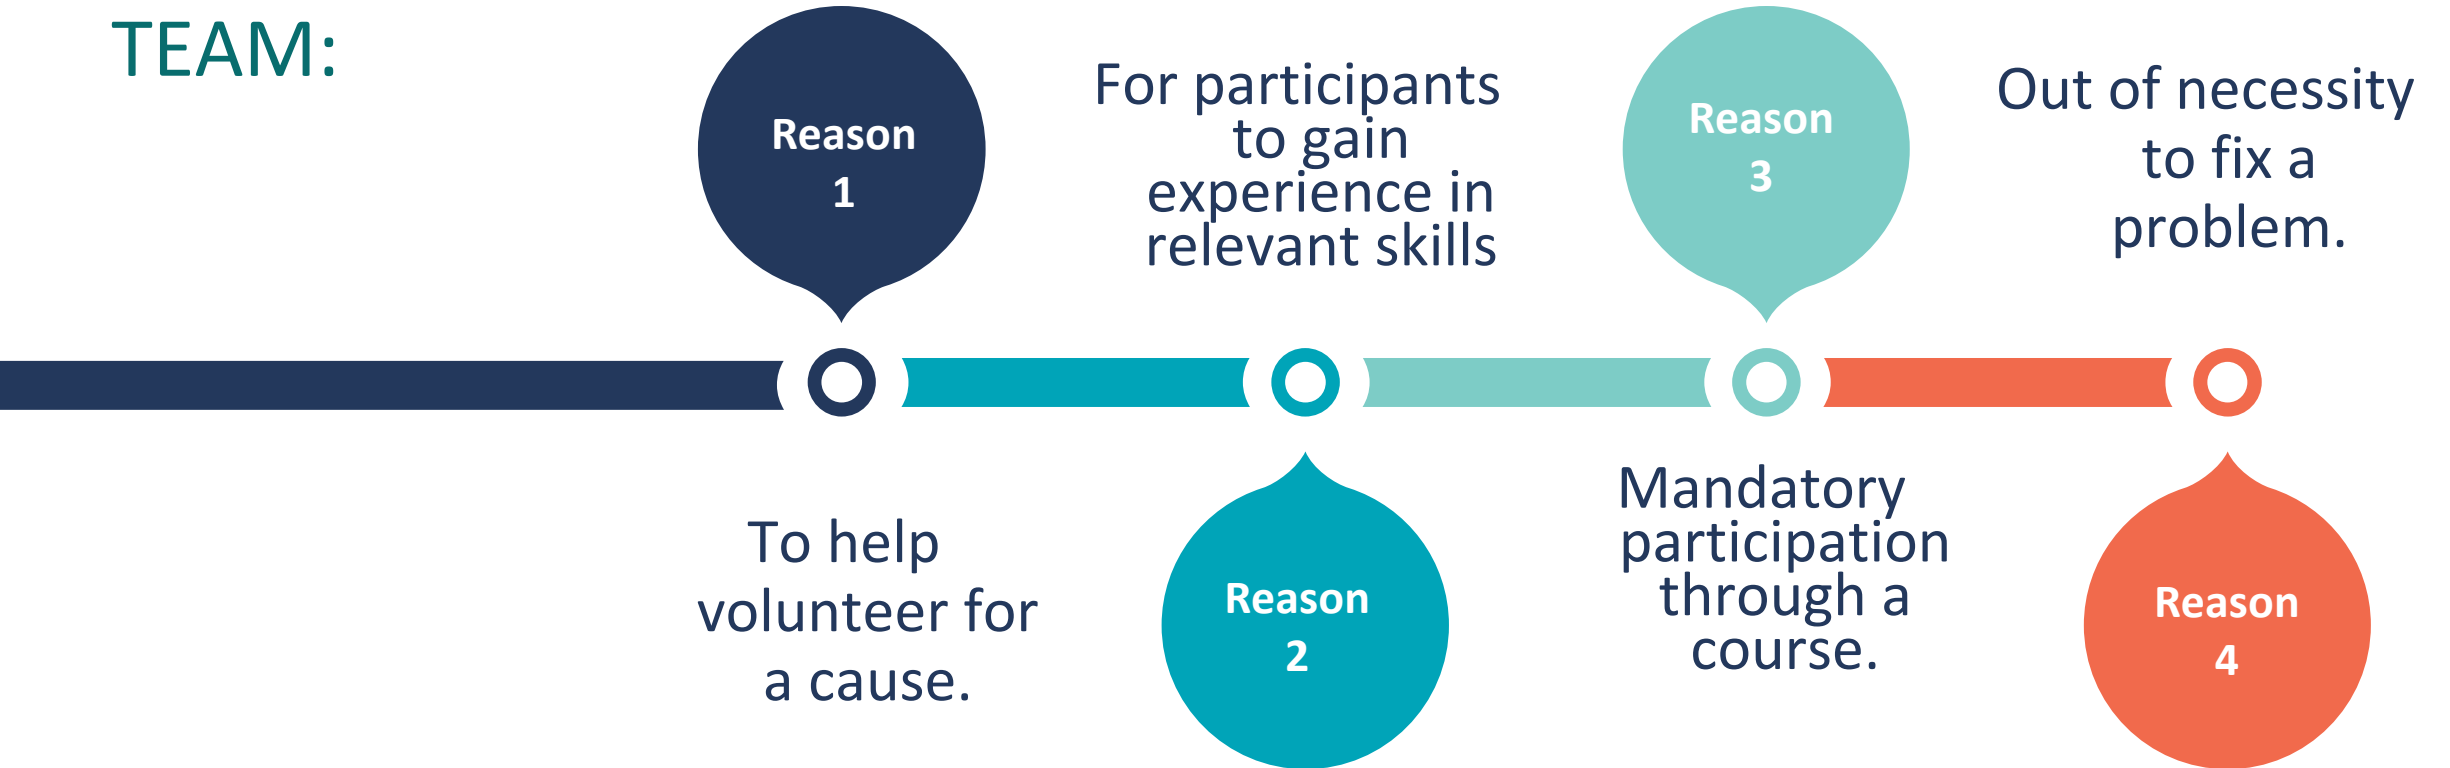 TEAM:
Reason
1
To help
volunteer for
a cause.
For participants
to gain
experience in
relevant skills
Reason
2
Reason
3
Mandatory
participation
through a
course.
Out of necessity
to fix a
problem.
Reason
4